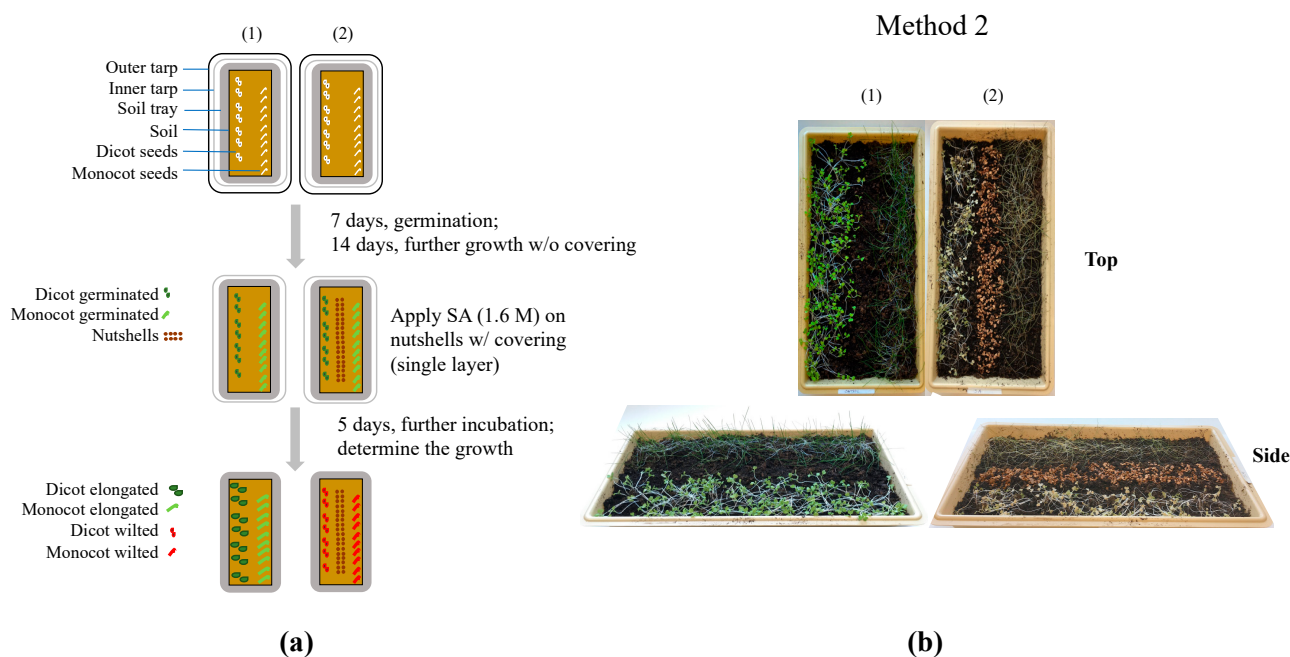 (1)
(2)
Outer tarp
Inner tarp
Soil tray
Soil
Dicot seeds
Monocot seeds
7 days, germination;
14 days, further growth w/o covering
Dicot germinated
Monocot germinated
Nutshells
Apply SA (1.6 M) on
nutshells w/ covering
(single layer)
5 days, further incubation;
determine the growth
Dicot elongated
Monocot elongated
Dicot wilted
Monocot wilted
(a)
Method 2
(1)
(2)
Top
Side
(b)